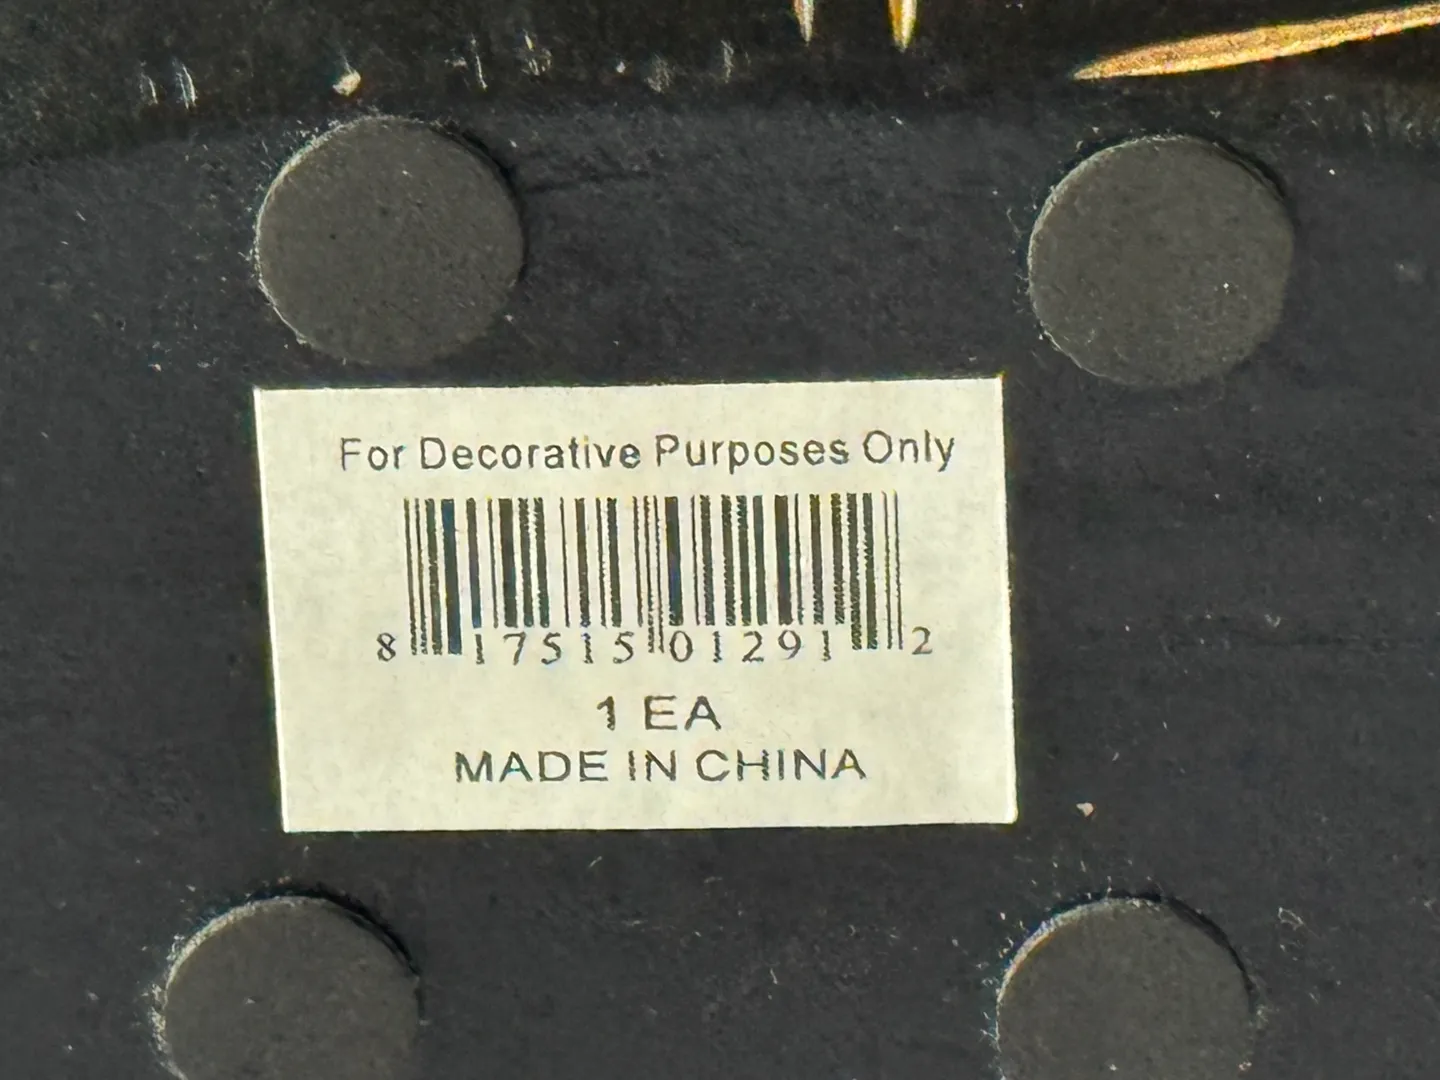 For Decorative Purposes Only
8 17515 01291 2
1 EA
MADE IN CHINA